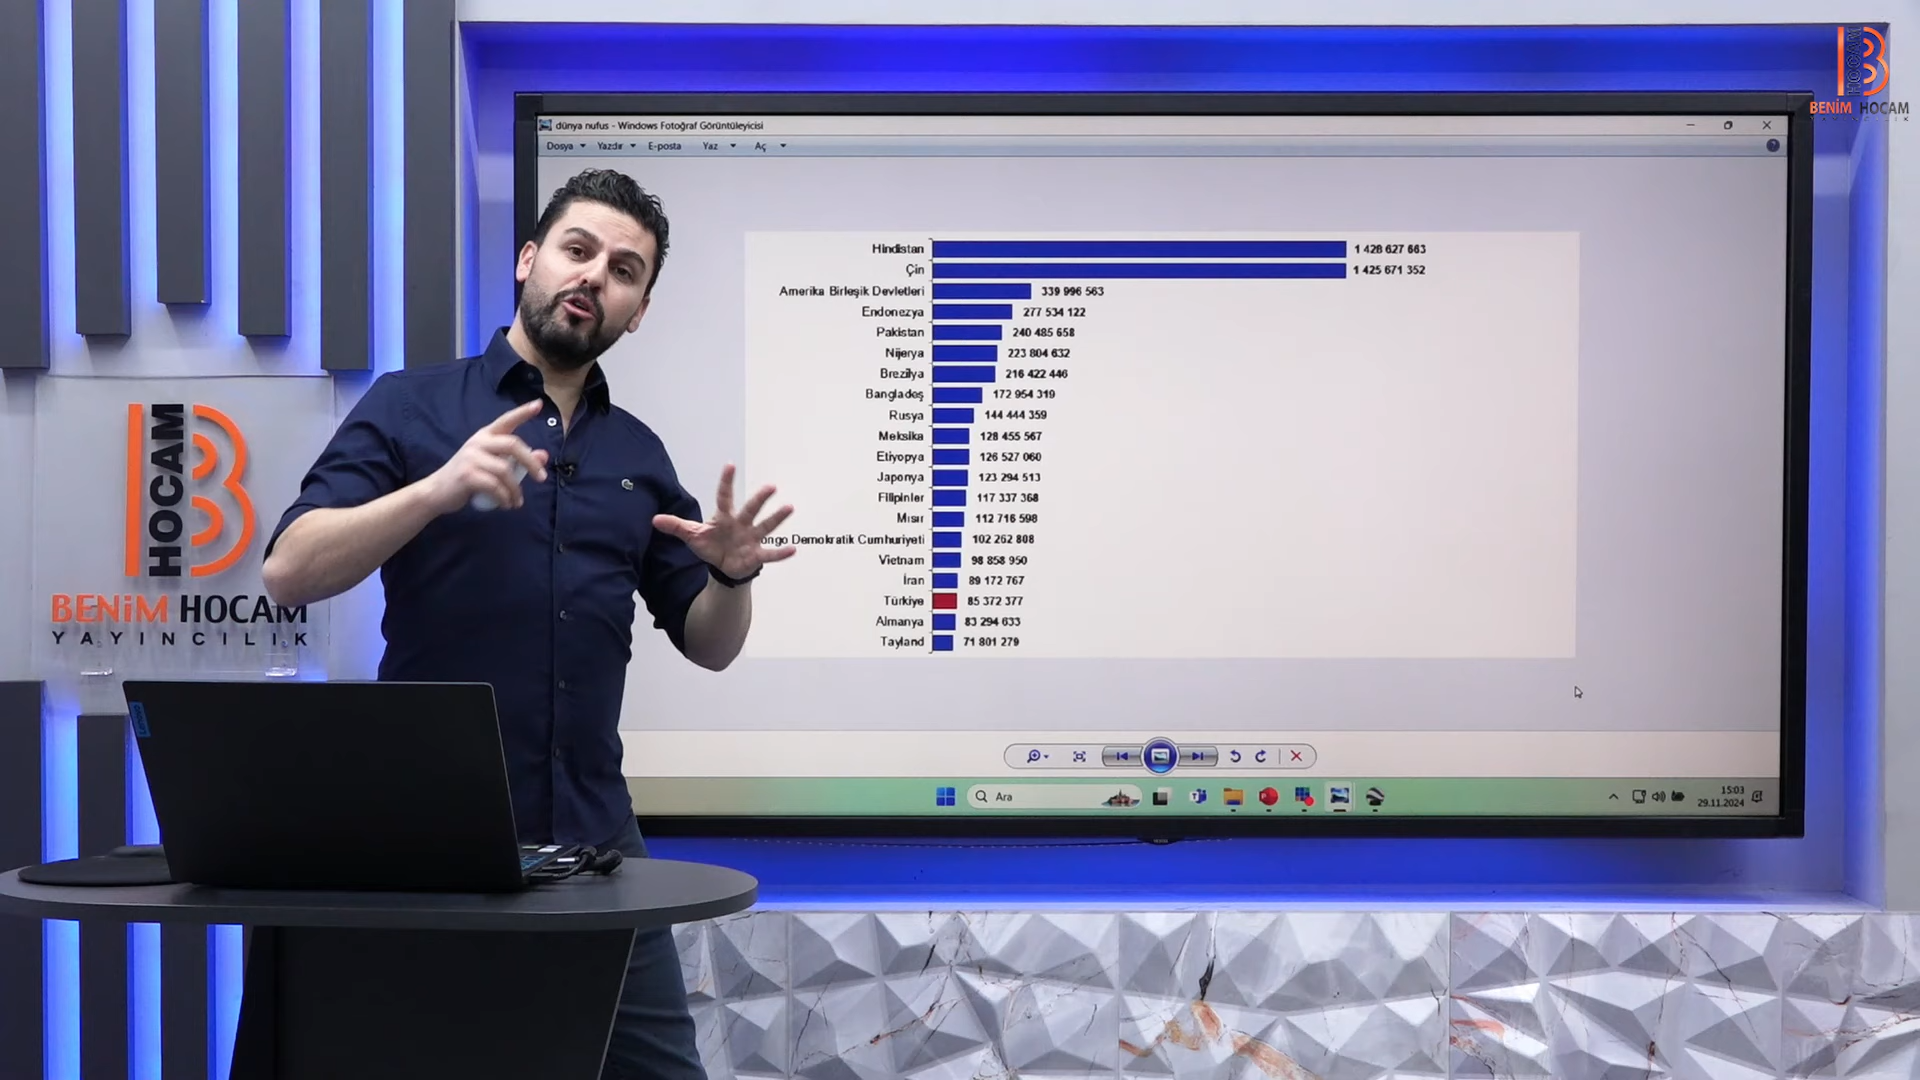 HOCAM
BENİM HOCAM
YAYINCILIK
dünya nufus - Windows Fotoğraf Görüntüleyicisi
Dosya Yazdır E-posta Yaz Aç
Hindistan 1 428 627 663
Çin 1 425 671 352
Amerika Birleşik Devletleri 339 996 563
Endonezya 277 534 122
Pakistan 240 485 658
Nijerya 223 804 632
Brezilya 216 422 446
Bangladeş 172 954 319
Rusya 144 444 359
Meksika 128 455 567
Etiyopya 126 527 060
Japonya 123 294 513
Filipinler 117 337 368
Mısır 112 716 598
ongo Demokratik Cumhuriyeti 102 262 808
Vietnam 98 858 950
İran 89 172 767
Türkiye 85 372 377
Almanya 83 294 633
Tayland 71 801 279
HOCAM
BENİM HOCAM
YAYINCILIK
Ara
15:03
29.11.2024